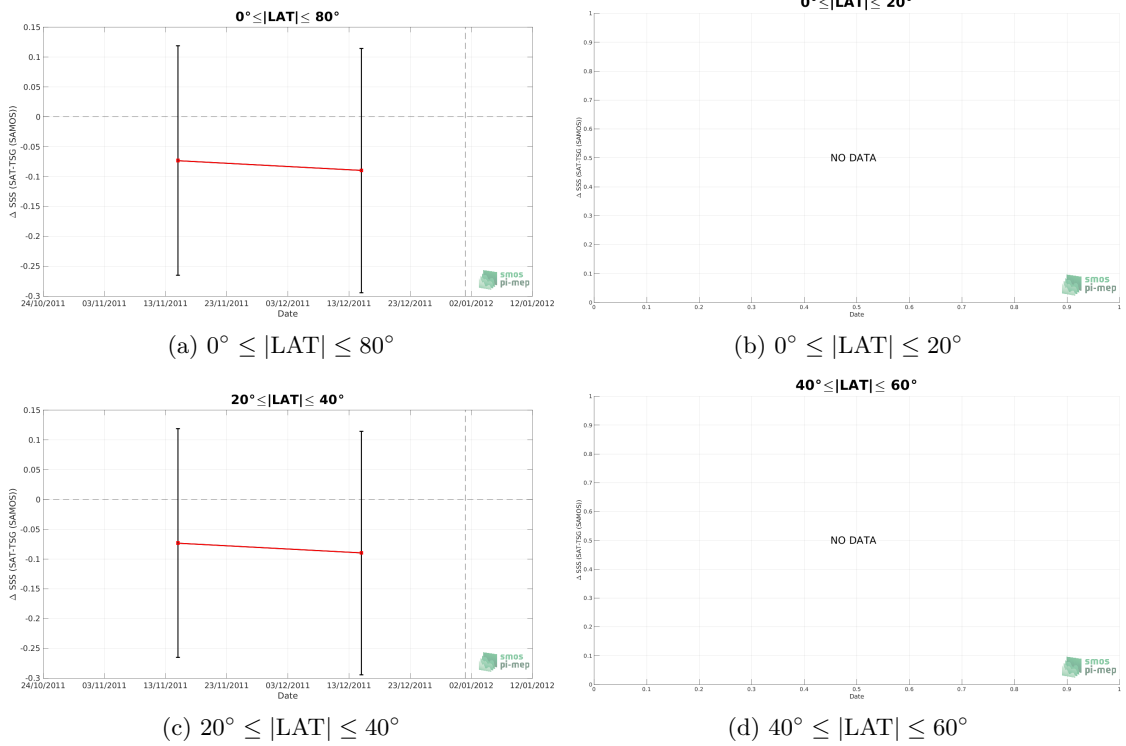 0°≤|LAT|≤ 80°
0.15
0.1
0.05
0
-0.05
-0.1
-0.15
-0.2
-0.25
-0.3
Δ SSS (SAT-TSG (SAMOS))
24/10/2011 03/11/2011 13/11/2011 23/11/2011 03/12/2011 13/12/2011 23/12/2011 02/01/2012 12/01/2012
Date
smos
pi-mep
(a) 0° ≤ |LAT| ≤ 80°
0°≤|LAT|≤ 20°
1
0.9
0.8
0.7
0.6
0.5
0.4
0.3
0.2
0.1
0
Δ SSS (SAT-TSG (SAMOS))
NO DATA
0 0.1 0.2 0.3 0.4 0.5 0.6 0.7 0.8 0.9 1
Date
smos
pi-mep
(b) 0° ≤ |LAT| ≤ 20°
20°≤|LAT|≤ 40°
0.15
0.1
0.05
0
-0.05
-0.1
-0.15
-0.2
-0.25
-0.3
Δ SSS (SAT-TSG (SAMOS))
24/10/2011 03/11/2011 13/11/2011 23/11/2011 03/12/2011 13/12/2011 23/12/2011 02/01/2012 12/01/2012
Date
smos
pi-mep
(c) 20° ≤ |LAT| ≤ 40°
40°≤|LAT|≤ 60°
1
0.9
0.8
0.7
0.6
0.5
0.4
0.3
0.2
0.1
0
Δ SSS (SAT-TSG (SAMOS))
NO DATA
0 0.1 0.2 0.3 0.4 0.5 0.6 0.7 0.8 0.9 1
Date
smos
pi-mep
(d) 40° ≤ |LAT| ≤ 60°